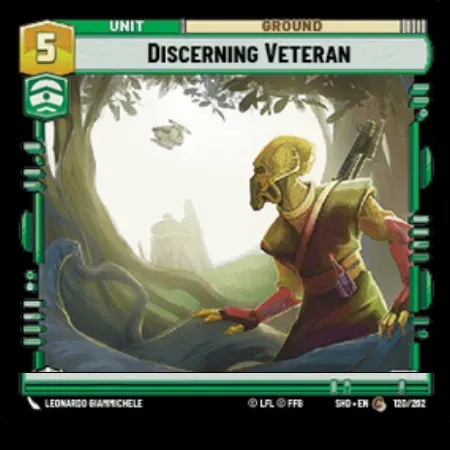 UNIT
GROUND
5
DISCERNING VETERAN
LEONARDO GIAMMICHELE
© LFL © FFG
SHD • EN
120/262